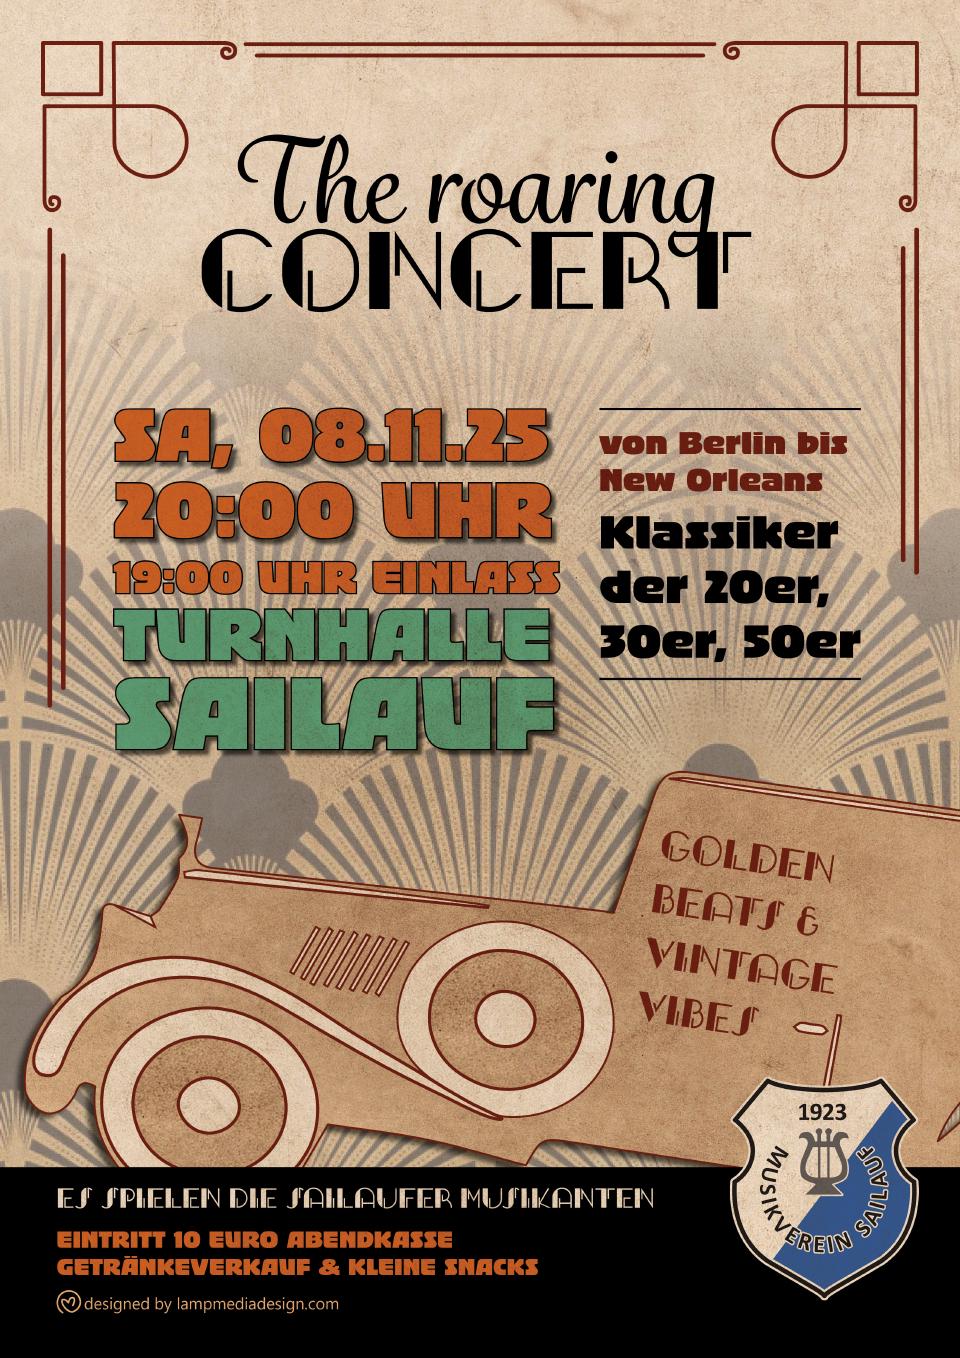 The roaring
CONCERT
SA, 08.11.25
20:00 UHR
19:00 UHR EINLASS
TURNHALLE
SAILAUF
von Berlin bis
New Orleans
Klassiker
der 20er,
30er, 50er
GOLDEN
BEATS &
VINTAGE
VIBES
1923
MUSIKVEREIN SAILAUF
ES SPIELEN DIE SAILAUFER MUSIKANTEN
EINTRITT 10 EURO ABENDKASSE
GETRÄNKEVERKAUF & KLEINE SNACKS
designed by lampmediadesign.com